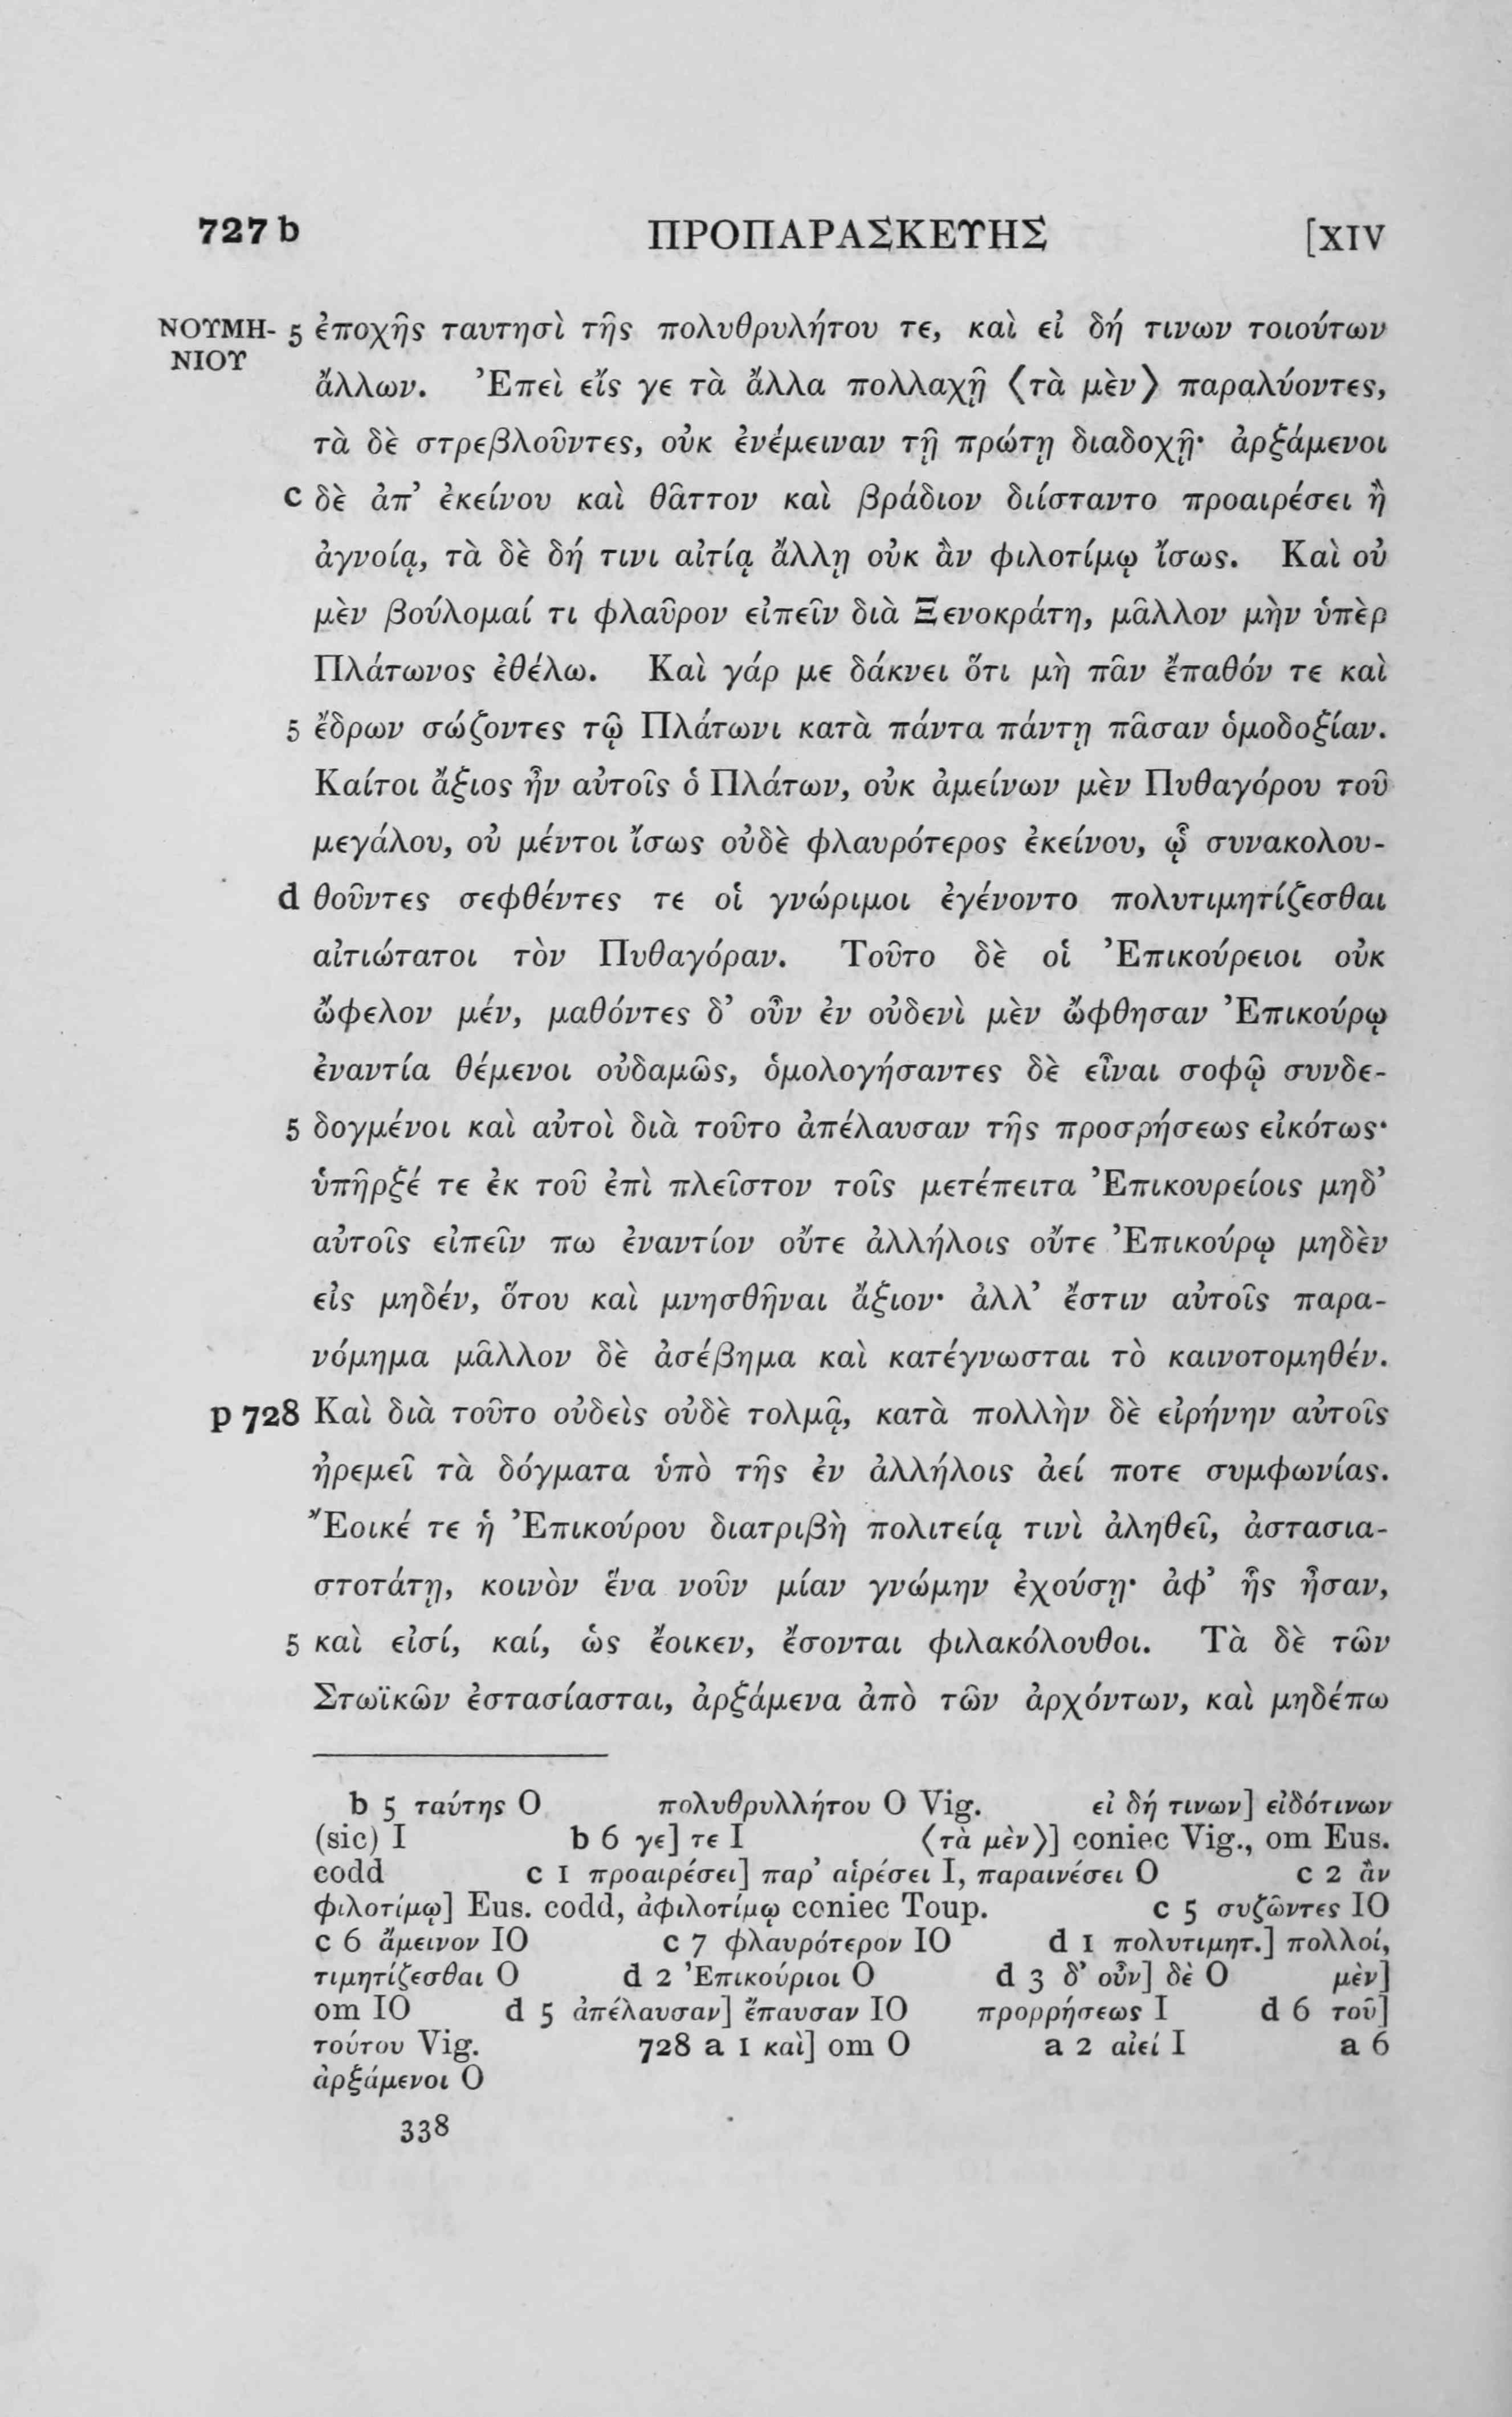 727 b ΠΡΟΠΑΡΑΣΚΕΥΗΣ [XIV
ΝΟΥΜΗ- 5 ἐποχῆς ταυτησὶ τῆς πολυθρυλήτου τε, καὶ εἰ δή τινων τοιούτων
ΝΙΟΥ
ἄλλων. Ἐπεὶ εἴς γε τὰ ἄλλα πολλαχῇ ⟨τὰ μὲν⟩ παραλύοντες,
τὰ δὲ στρεβλοῦντες, οὐκ ἐνέμειναν τῇ πρώτῃ διαδοχῇ· ἀρξάμενοι
c δὲ ἀπ’ ἐκείνου καὶ θᾶττον καὶ βράδιον διίσταντο προαιρέσει ἢ
ἀγνοίᾳ, τὰ δὲ δή τινι αἰτίᾳ ἄλλῃ οὐκ ἂν φιλοτίμῳ ἴσως. Καὶ οὐ
μὲν βούλομαί τι φλαῦρον εἰπεῖν διὰ Ξενοκράτη, μᾶλλον μὴν ὑπὲρ
Πλάτωνος ἐθέλω. Καὶ γάρ με δάκνει ὅτι μὴ πᾶν ἔπαθόν τε καὶ
5 ἔδρων σώζοντες τῷ Πλάτωνι κατὰ πάντα πάντῃ πᾶσαν ὁμοδοξίαν.
Καίτοι ἄξιος ἦν αὐτοῖς ὁ Πλάτων, οὐκ ἀμείνων μὲν Πυθαγόρου τοῦ
μεγάλου, οὐ μέντοι ἴσως οὐδὲ φλαυρότερος ἐκείνου, ᾧ συνακολου-
d θοῦντες σεφθέντες τε οἱ γνώριμοι ἐγένοντο πολυτιμητίζεσθαι
αἰτιώτατοι τὸν Πυθαγόραν. Τοῦτο δὲ οἱ Ἐπικούρειοι οὐκ
ὤφελον μέν, μαθόντες δ’ οὖν ἐν οὐδενὶ μὲν ὤφθησαν Ἐπικούρῳ
ἐναντία θέμενοι οὐδαμῶς, ὁμολογήσαντες δὲ εἶναι σοφῷ συνδε-
5 δογμένοι καὶ αὐτοὶ διὰ τοῦτο ἀπέλαυσαν τῆς προσρήσεως εἰκότως·
ὑπῆρξέ τε ἐκ τοῦ ἐπὶ πλεῖστον τοῖς μετέπειτα Ἐπικουρείοις μηδ’
αὐτοῖς εἰπεῖν πω ἐναντίον οὔτε ἀλλήλοις οὔτε Ἐπικούρῳ μηδὲν
εἰς μηδέν, ὅτου καὶ μνησθῆναι ἄξιον· ἀλλ’ ἔστιν αὐτοῖς παρα-
νόμημα μᾶλλον δὲ ἀσέβημα καὶ κατέγνωσται τὸ καινοτομηθέν.
p 728 Καὶ διὰ τοῦτο οὐδεὶς οὐδὲ τολμᾷ, κατὰ πολλὴν δὲ εἰρήνην αὐτοῖς
ἠρεμεῖ τὰ δόγματα ὑπὸ τῆς ἐν ἀλλήλοις ἀεί ποτε συμφωνίας.
Ἔοικέ τε ἡ Ἐπικούρου διατριβὴ πολιτείᾳ τινὶ ἀληθεῖ, ἀστασια-
στοτάτῃ, κοινὸν ἕνα νοῦν μίαν γνώμην ἐχούσῃ· ἀφ’ ἧς ἦσαν,
5 καὶ εἰσί, καί, ὡς ἔοικεν, ἔσονται φιλακόλουθοι. Τὰ δὲ τῶν
Στωϊκῶν ἐστασίασται, ἀρξάμενα ἀπὸ τῶν ἀρχόντων, καὶ μηδέπω
b 5 ταύτης O πολυθρυλλήτου O Vig. εἰ δή τινων] εἰδότινων
(sic) I b 6 γε] τε I ⟨τὰ μὲν⟩] coniec Vig., om Eus.
codd c 1 προαιρέσει] παρ’ αἱρέσει I, παραινέσει O c 2 ἂν
φιλοτίμῳ] Eus. codd, ἀφιλοτίμῳ coniec Toup. c 5 συζῶντες IO
c 6 ἄμεινον IO c 7 φλαυρότερον IO d 1 πολυτιμητ.] πολλοί,
τιμητίζεσθαι O d 2 Ἐπικούριοι O d 3 δ’ οὖν] δὲ O μὲν]
om IO d 5 ἀπέλαυσαν] ἔπαυσαν IO προρρήσεως I d 6 τοῦ]
τούτου Vig. 728 a 1 καὶ] om O a 2 αἰεί I a 6
ἀρξάμενοι O
338